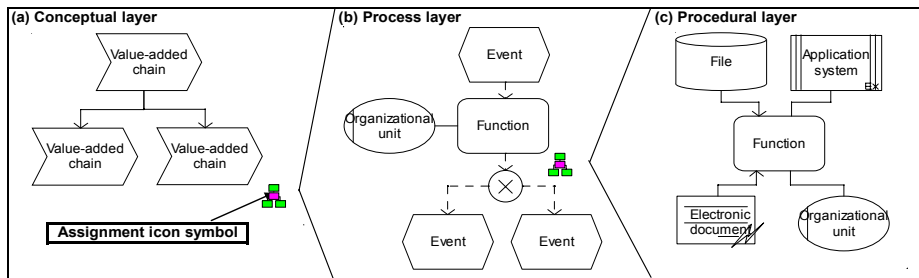 (a) Conceptual layer
Value-added
chain
Value-added
chain
Value-added
chain
Assignment icon symbol
(b) Process layer
Event
Organizational
unit
Function
Event
Event
(c) Procedural layer
File
Application
system
Ex
Function
Electronic
document
Organizational
unit